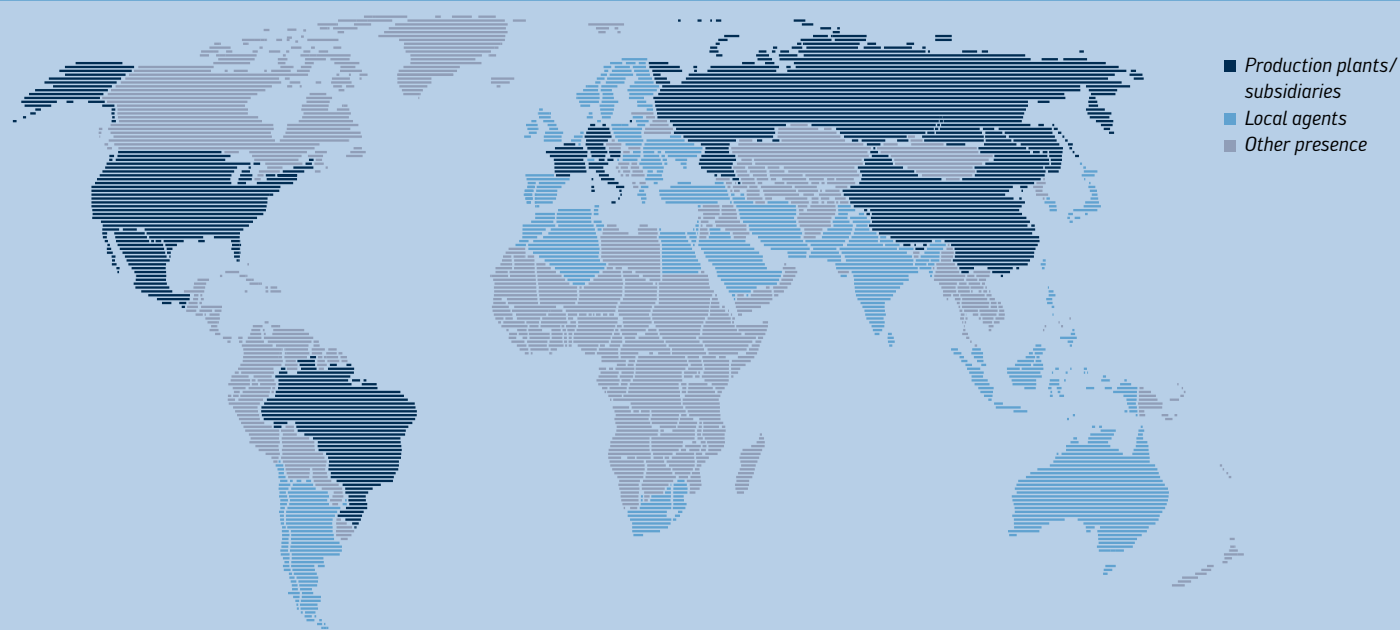 Production plants/
subsidiaries
Local agents
Other presence